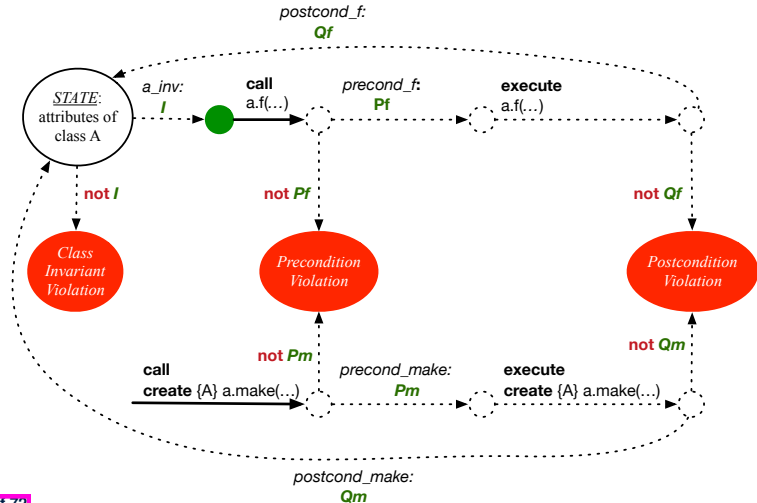 postcond_f:
Qf
STATE:
attributes of
class A
a_inv:
I
call
a.f(…)
precond_f:
Pf
execute
a.f(…)
not I
not Pf
not Qf
Class
Invariant
Violation
Precondition
Violation
Postcondition
Violation
not Pm
not Qm
call
create {A} a.make(…)
precond_make:
Pm
execute
create {A} a.make(…)
postcond_make:
Qm